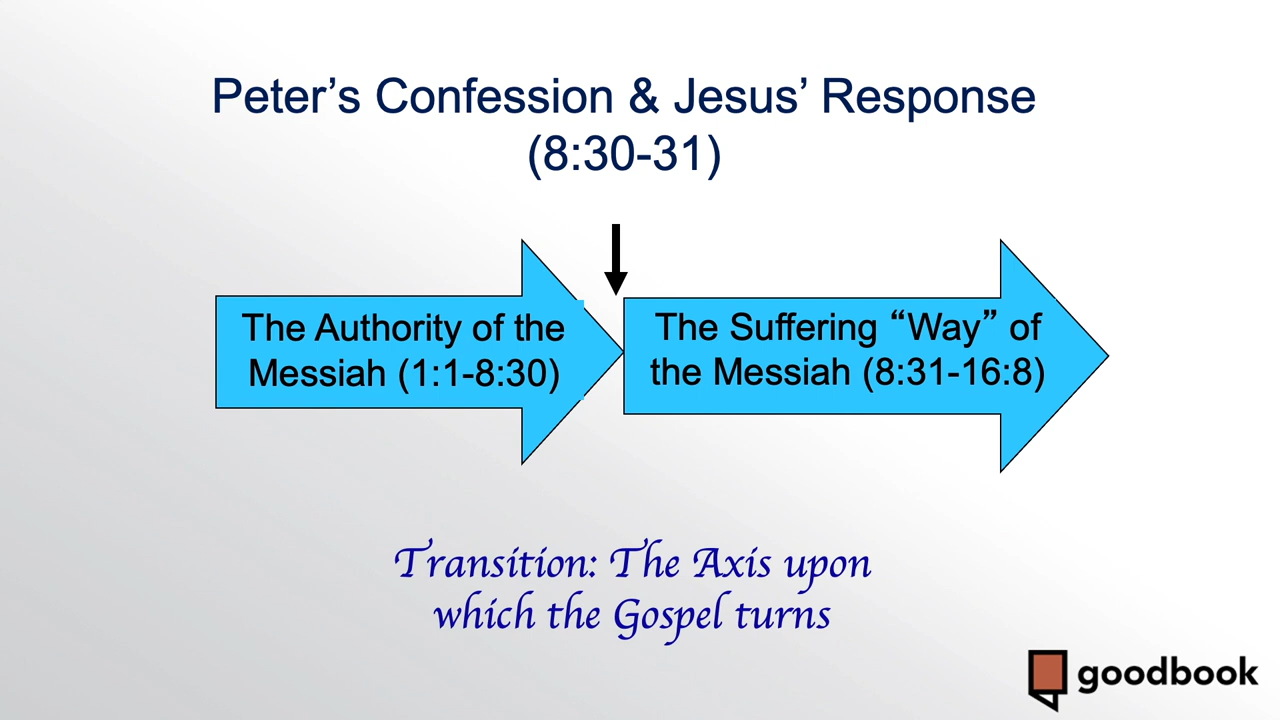 Peter’s Confession & Jesus’ Response
(8:30-31)
The Authority of the
Messiah (1:1-8:30)
The Suffering “Way” of
the Messiah (8:31-16:8)
Transition: The Axis upon
which the Gospel turns
goodbook